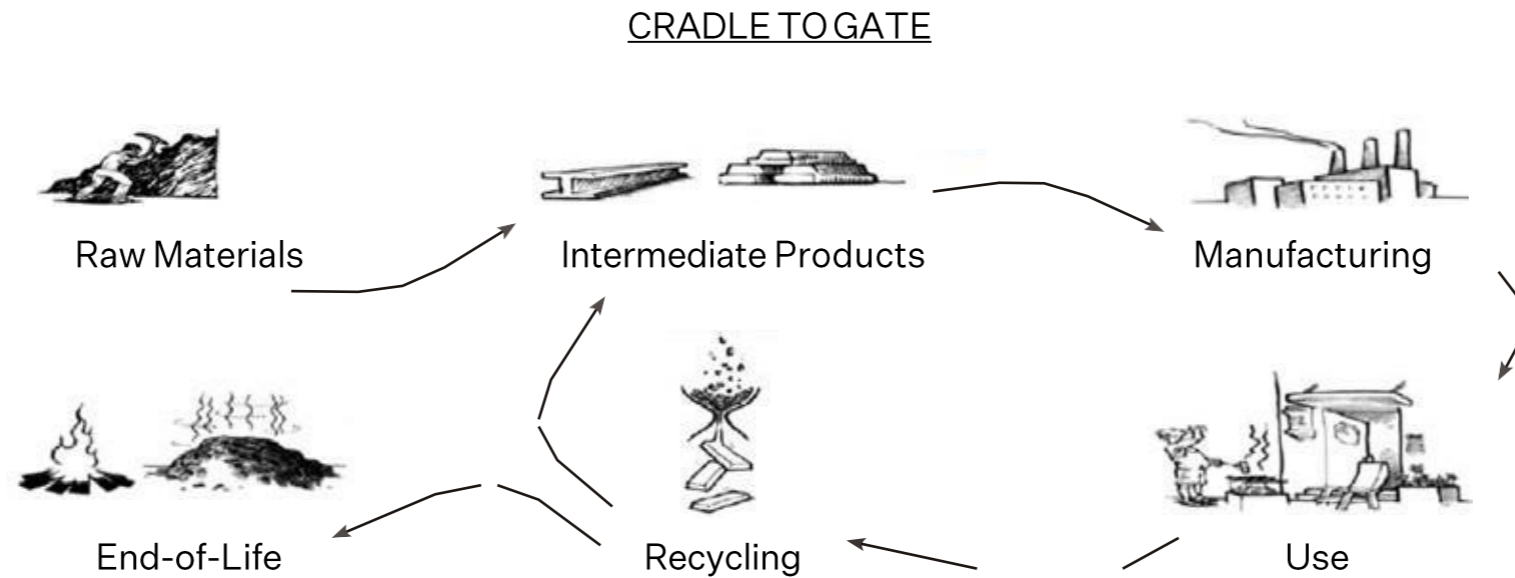 CRADLE TO GATE
Raw Materials
Intermediate Products
Manufacturing
End-of-Life
Recycling
Use